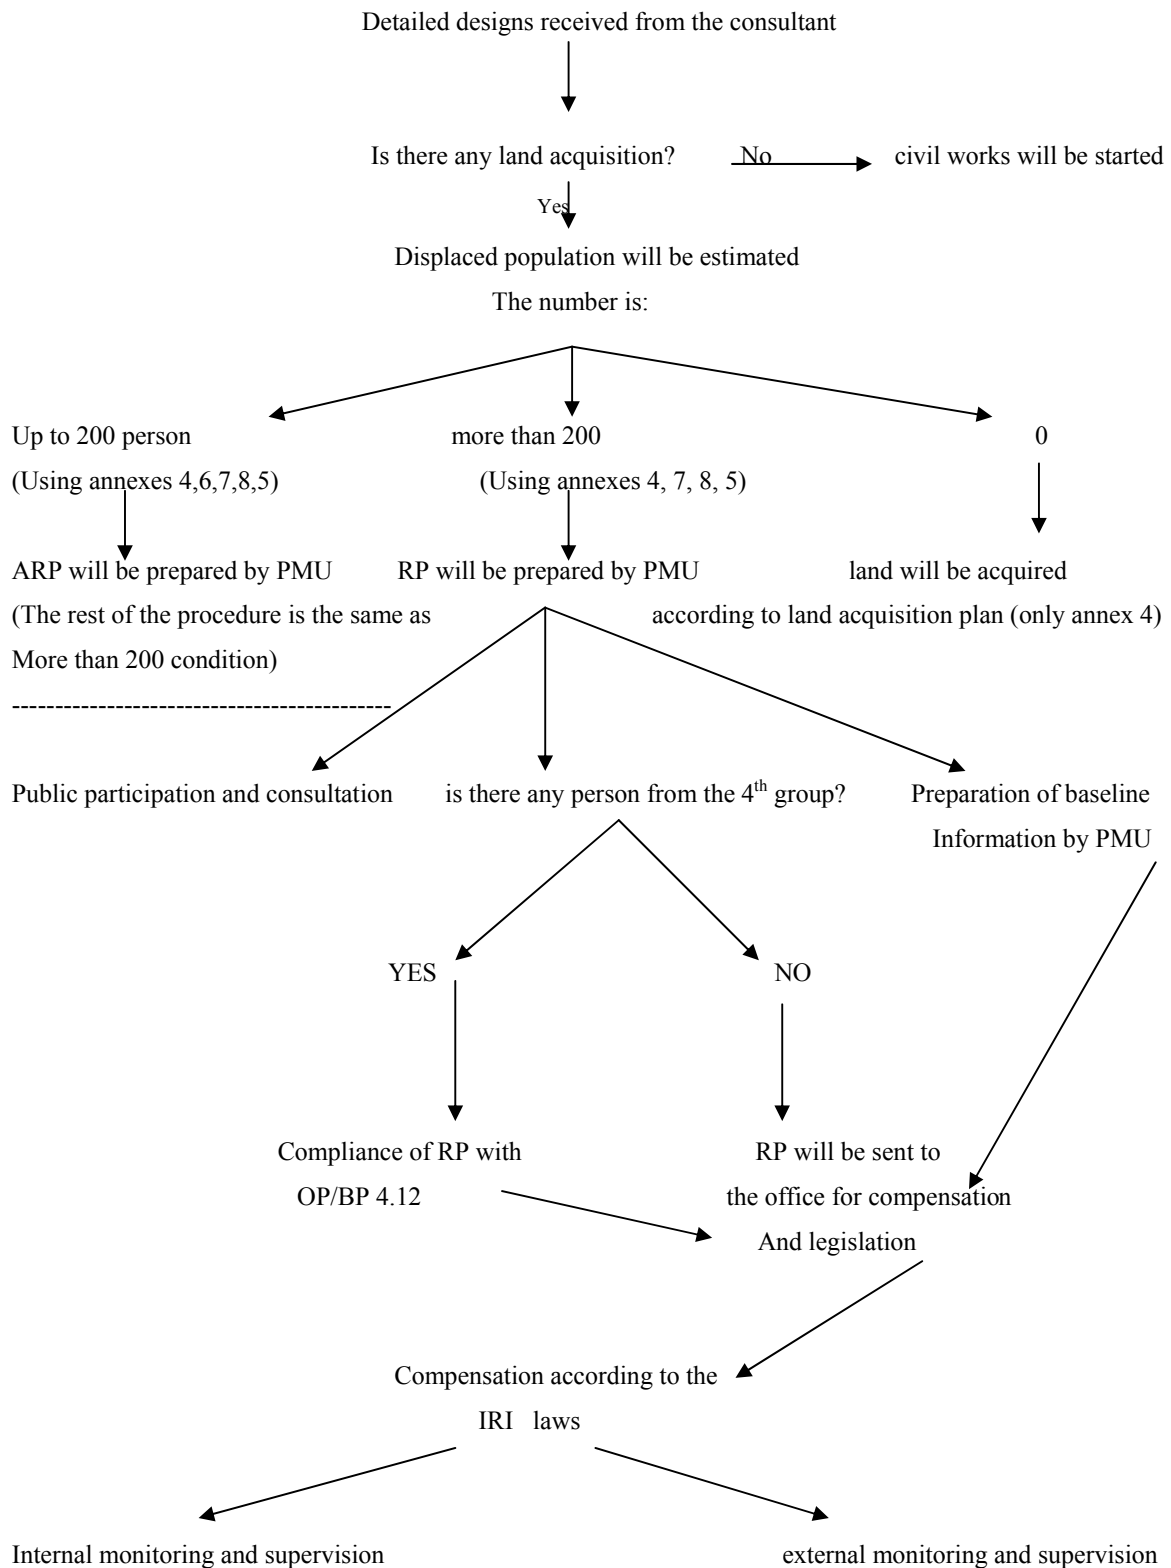 Detailed designs received from the consultant
Is there any land acquisition? No civil works will be started
Yes
Displaced population will be estimated
The number is:
Up to 200 person more than 200 0
(Using annexes 4,6,7,8,5) (Using annexes 4, 7, 8, 5)
ARP will be prepared by PMU RP will be prepared by PMU land will be acquired
(The rest of the procedure is the same as according to land acquisition plan (only annex 4)
More than 200 condition)
--------------------------------------------
Public participation and consultation is there any person from the 4th group? Preparation of baseline
Information by PMU
YES NO
Compliance of RP with RP will be sent to
OP/BP 4.12 the office for compensation
And legislation
Compensation according to the
IRI laws
Internal monitoring and supervision external monitoring and supervision